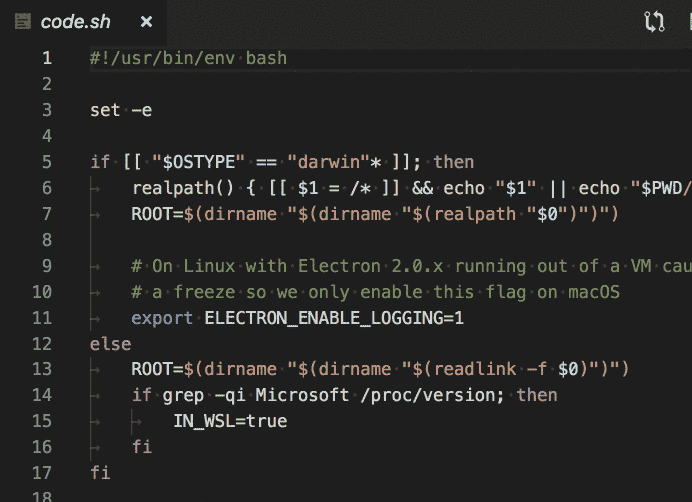 code.sh
1 #!/usr/bin/env bash
2
3 set -e
4
5 if [[ "$OSTYPE" == "darwin"* ]]; then
6 realpath() { [[ $1 = /* ]] && echo "$1" || echo "$PWD/
7 ROOT=$(dirname "$(dirname "$(realpath "$0")")")
8
9 # On Linux with Electron 2.0.x running out of a VM cau
10 # a freeze so we only enable this flag on macOS
11 export ELECTRON_ENABLE_LOGGING=1
12 else
13 ROOT=$(dirname "$(dirname "$(readlink -f $0)")")
14 if grep -qi Microsoft /proc/version; then
15 IN_WSL=true
16 fi
17 fi
18